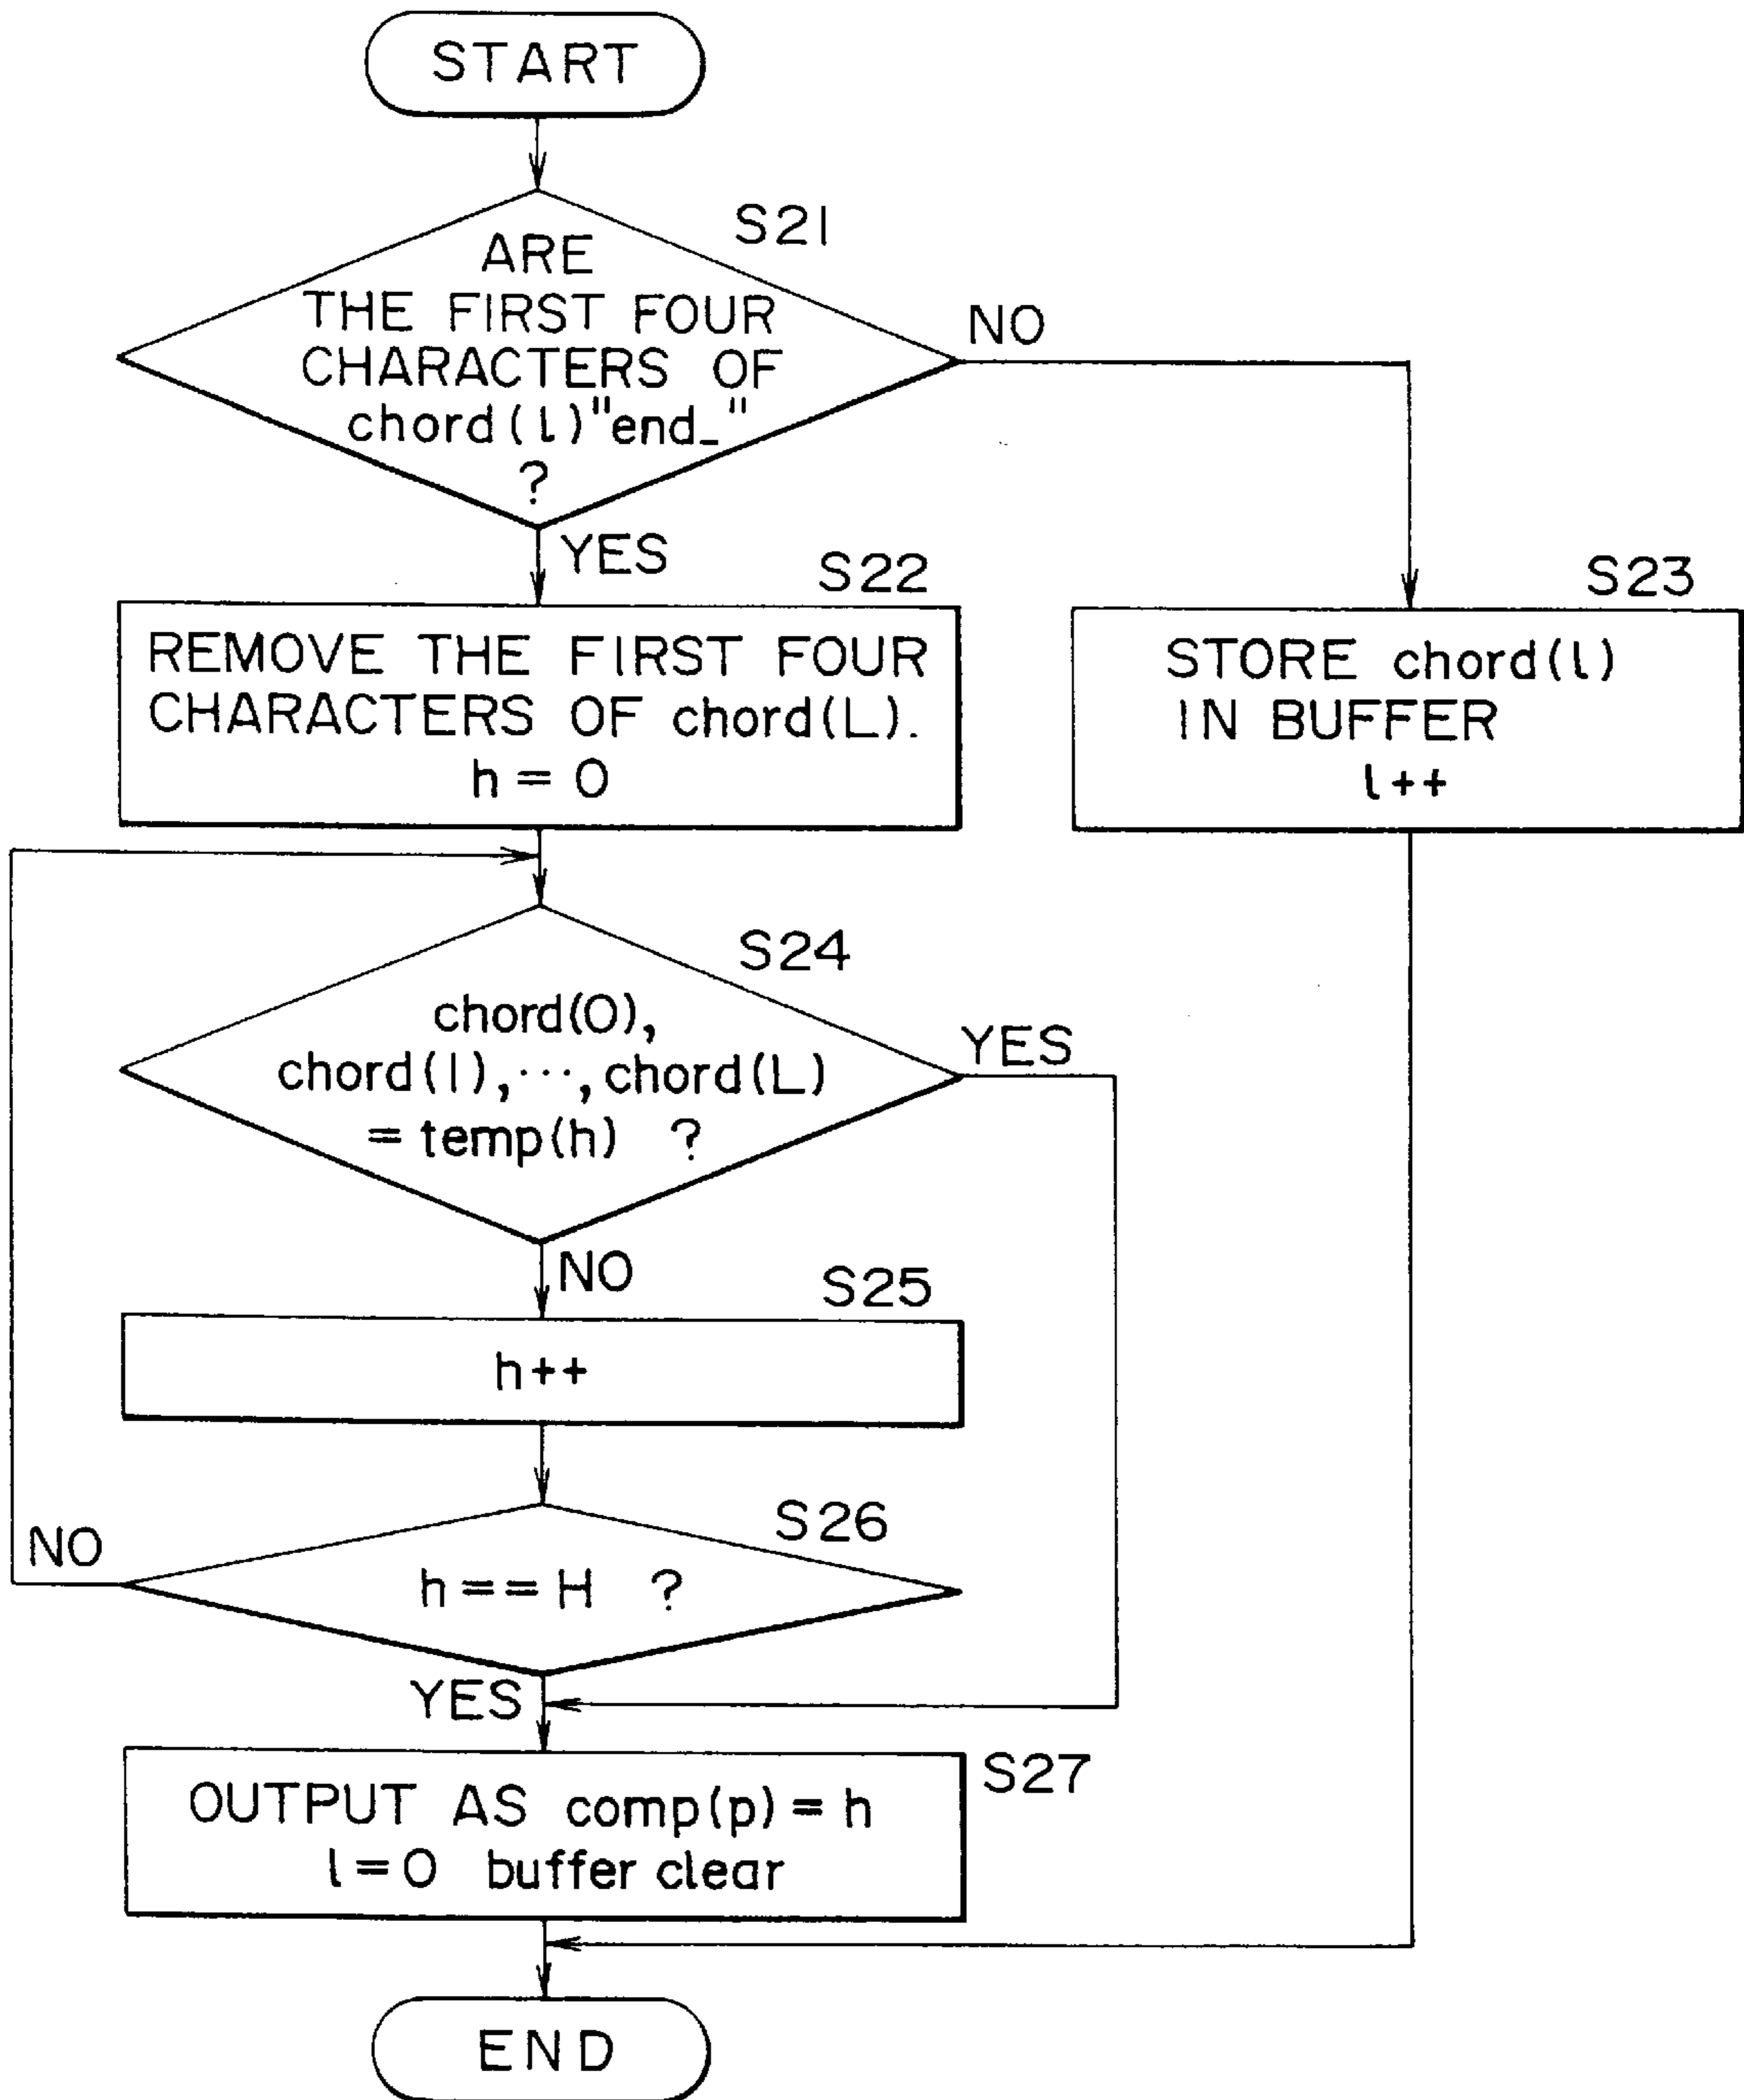 START
S21
ARE
THE FIRST FOUR
CHARACTERS OF
chord(l)"end_"
?
NO
YES
S22
REMOVE THE FIRST FOUR
CHARACTERS OF chord(L).
h = 0
S23
STORE chord(l)
IN BUFFER
l++
S24
chord(0),
chord(1),···, chord(L)
= temp(h) ?
YES
NO
S25
h++
S26
h == H ?
NO
YES
S27
OUTPUT AS comp(p) = h
l = 0 buffer clear
END